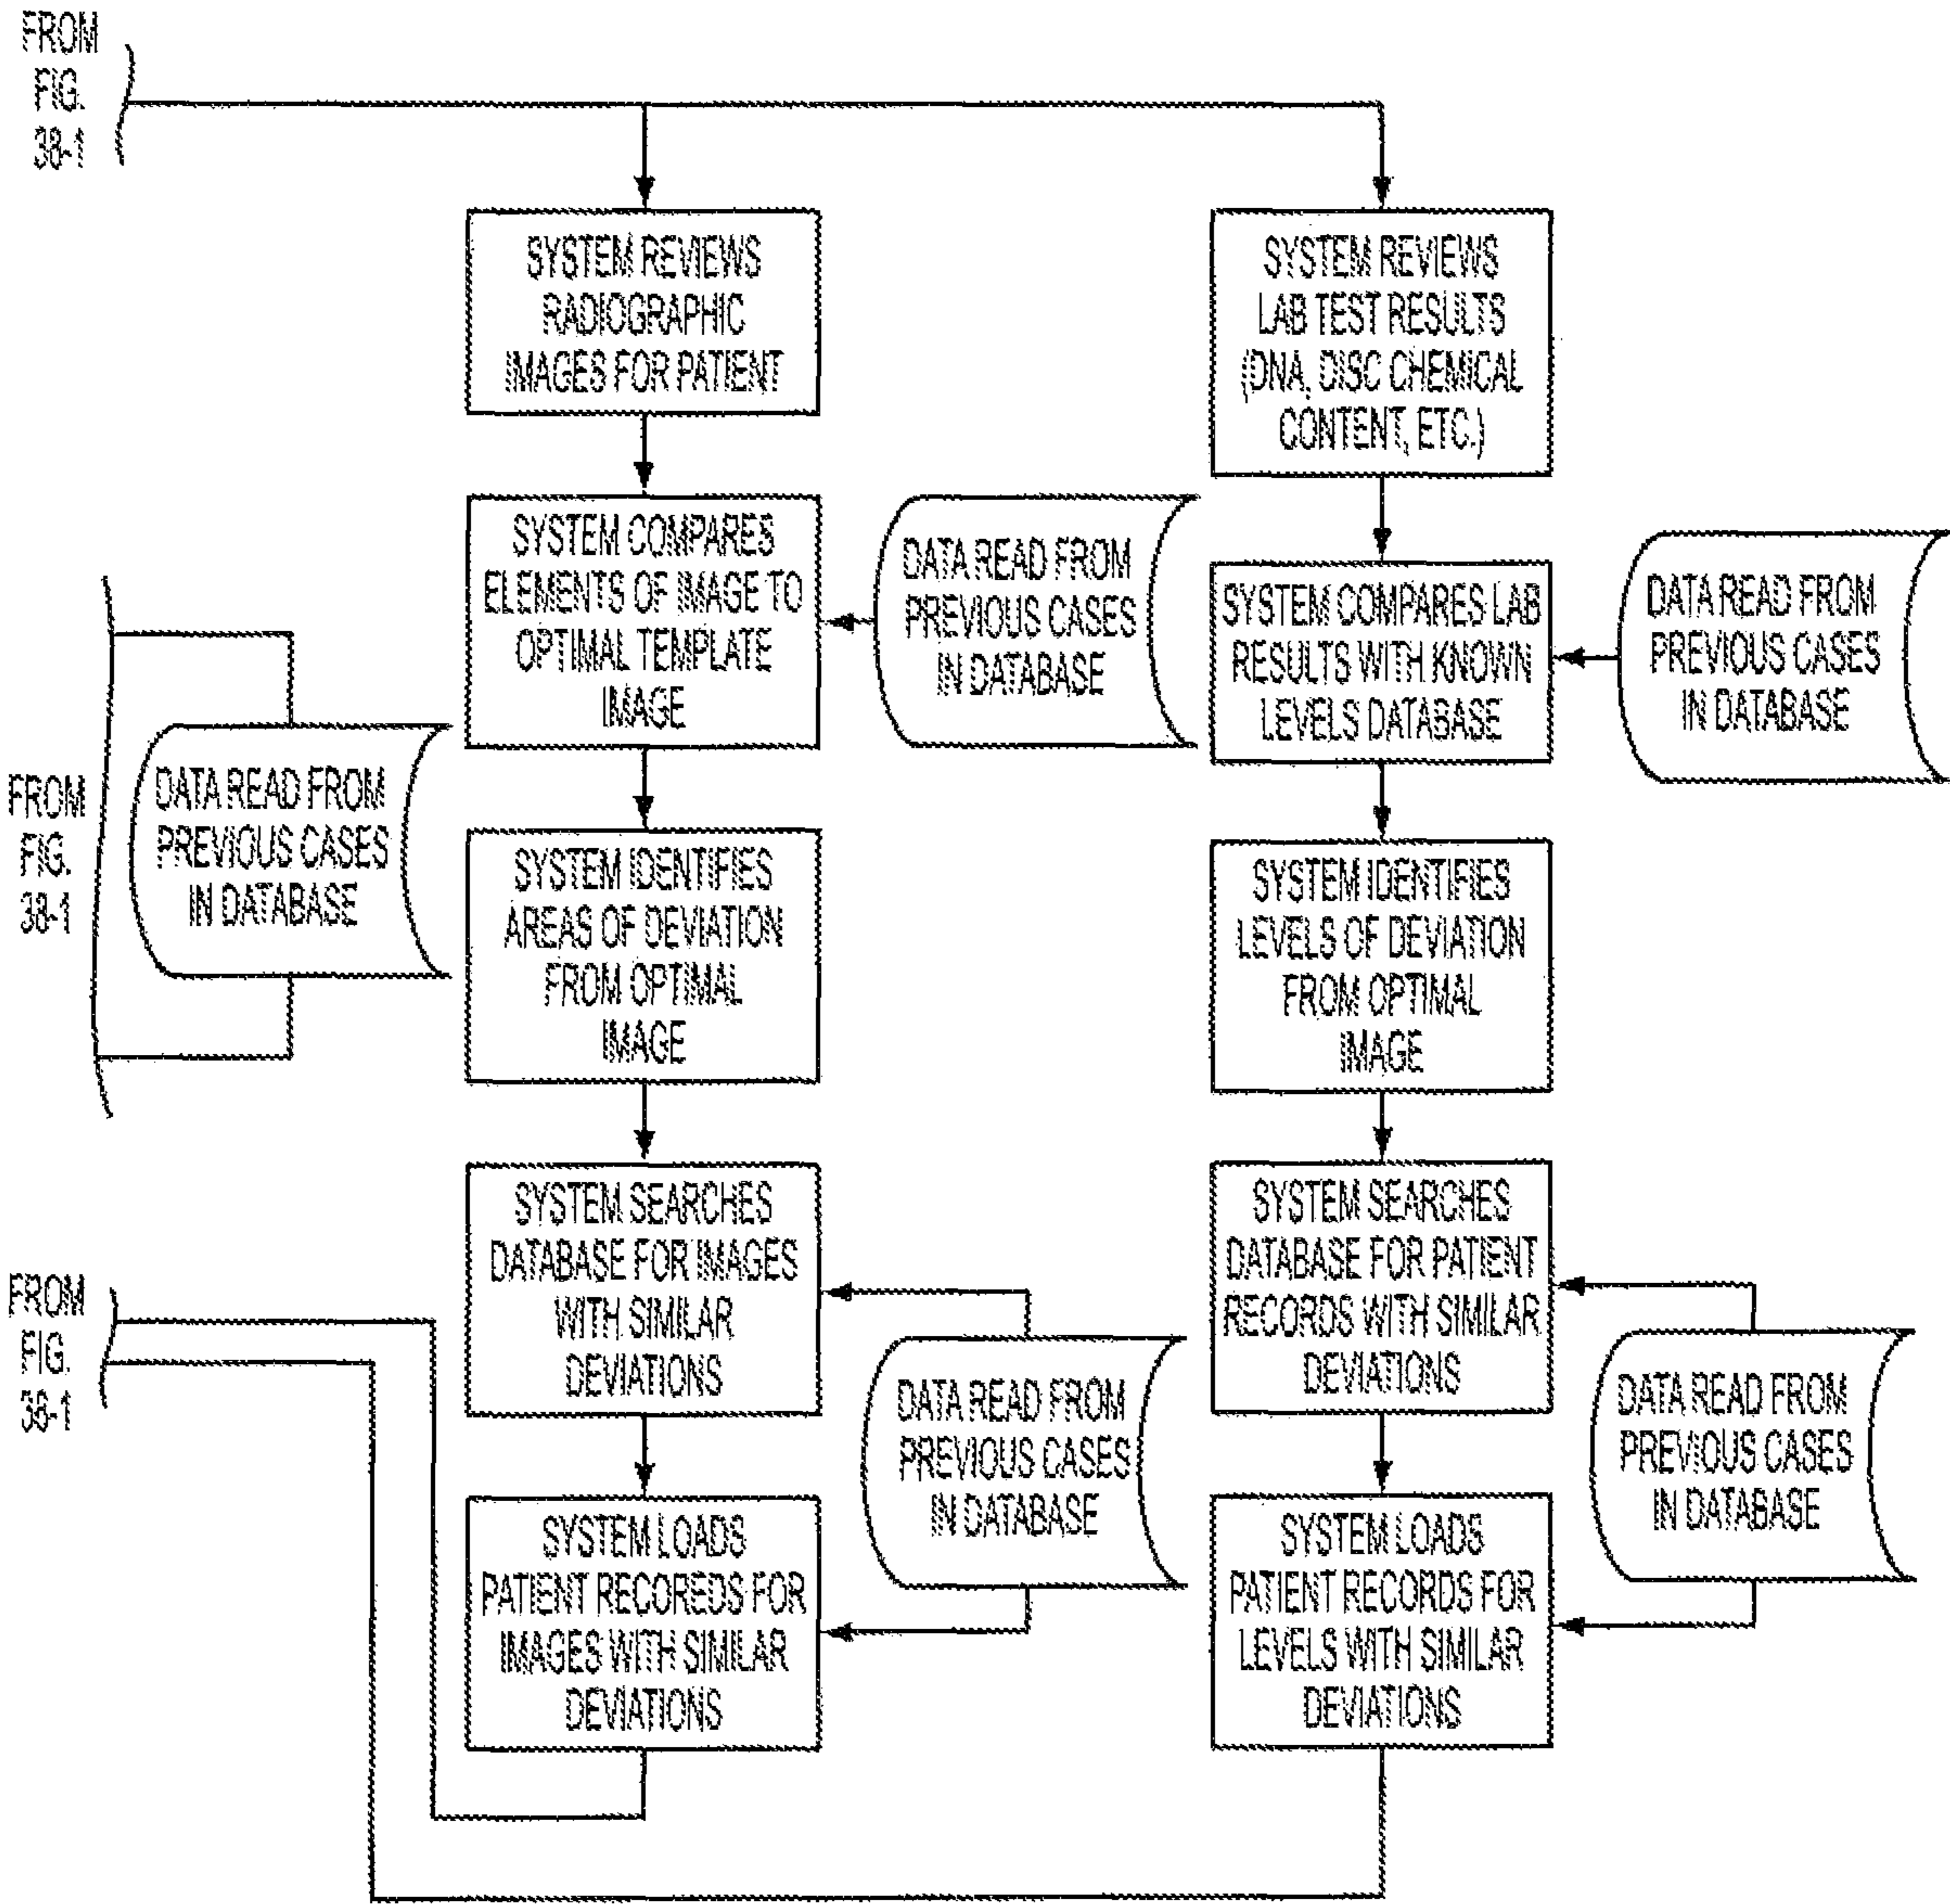 FROM
FIG.
38-1
SYSTEM REVIEWS
RADIOGRAPHIC
IMAGES FOR PATIENT
SYSTEM REVIEWS
LAB TEST RESULTS
(DNA, DISC CHEMICAL
CONTENT, ETC.)
SYSTEM COMPARES
ELEMENTS OF IMAGE TO
OPTIMAL TEMPLATE
IMAGE
DATA READ FROM
PREVIOUS CASES
IN DATABASE
SYSTEM COMPARES LAB
RESULTS WITH KNOWN
LEVELS DATABASE
DATA READ FROM
PREVIOUS CASES
IN DATABASE
FROM
FIG.
38-1
DATA READ FROM
PREVIOUS CASES
IN DATABASE
SYSTEM IDENTIFIES
AREAS OF DEVIATION
FROM OPTIMAL
IMAGE
SYSTEM IDENTIFIES
LEVELS OF DEVIATION
FROM OPTIMAL
IMAGE
FROM
FIG.
38-1
SYSTEM SEARCHES
DATABASE FOR IMAGES
WITH SIMILAR
DEVIATIONS
SYSTEM SEARCHES
DATABASE FOR PATIENT
RECORDS WITH SIMILAR
DEVIATIONS
DATA READ FROM
PREVIOUS CASES
IN DATABASE
DATA READ FROM
PREVIOUS CASES
IN DATABASE
SYSTEM LOADS
PATIENT RECOREDS FOR
IMAGES WITH SIMILAR
DEVIATIONS
SYSTEM LOADS
PATIENT RECORDS FOR
LEVELS WITH SIMILAR
DEVIATIONS